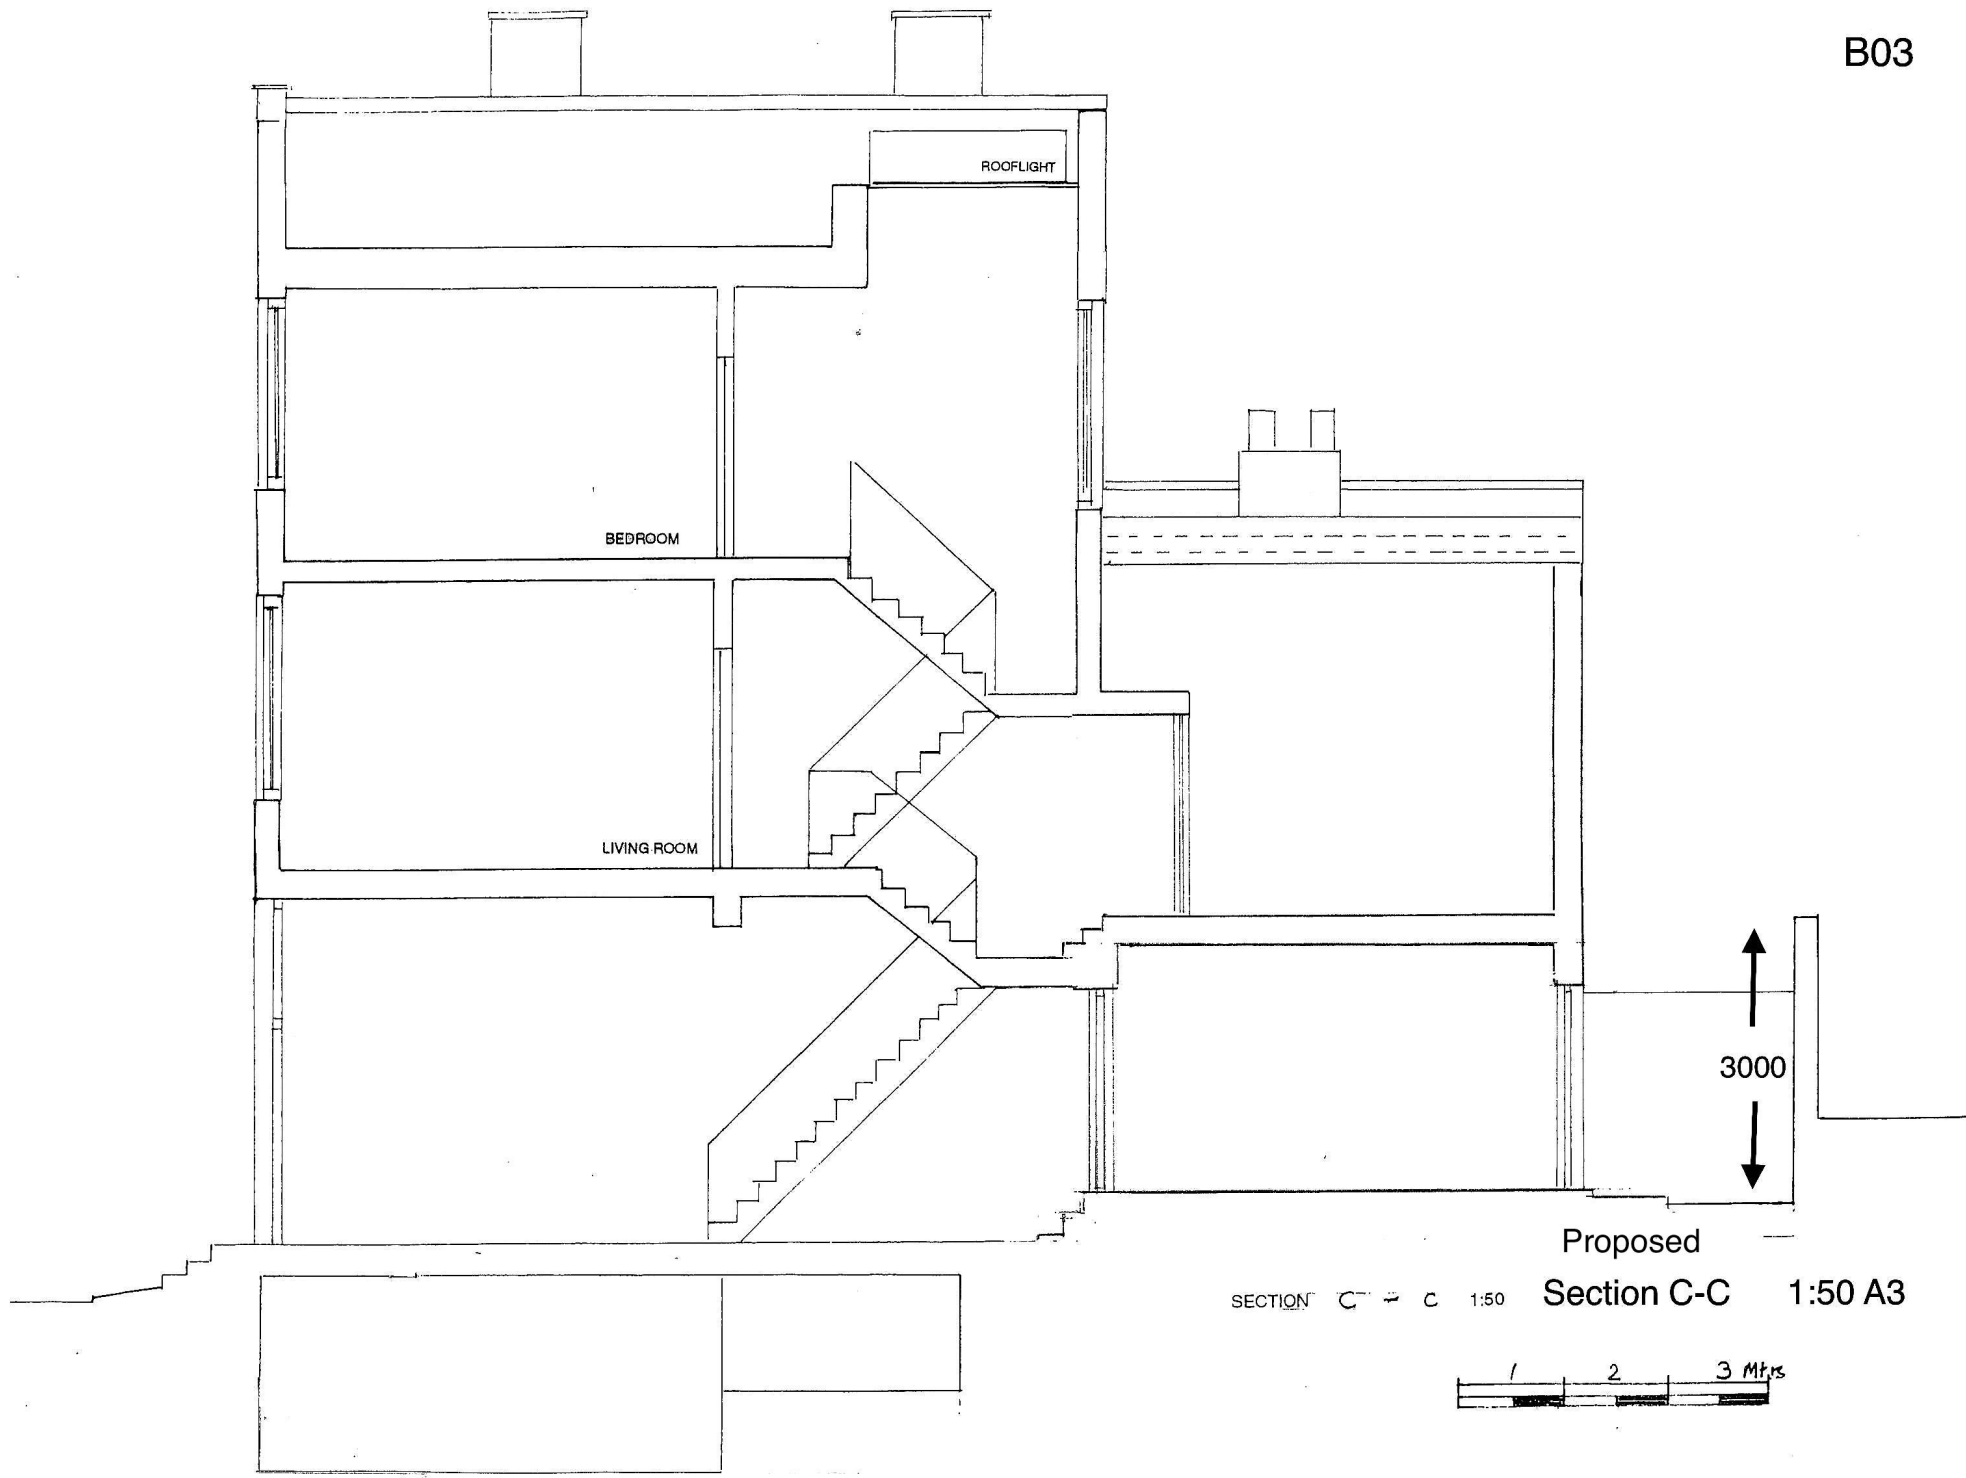 B03
ROOFLIGHT
BEDROOM
LIVING ROOM
3000
Proposed
SECTION C - C 1:50 Section C-C 1:50 A3
1 2 3 Mtrs